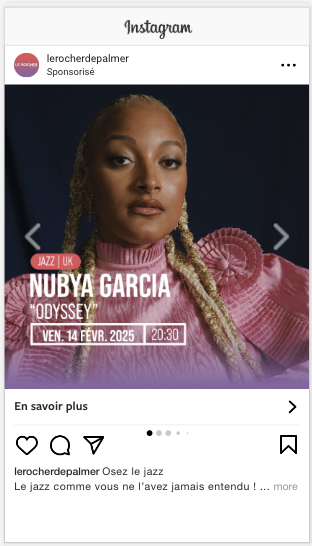 Instagram
LE ROCHER
lerocherdepalmer
Sponsorisé
JAZZ | UK
NUBYA GARCIA
“ODYSSEY”
VEN. 14 FÉVR. 2025 | 20:30
En savoir plus
lerocherdepalmer Osez le jazz
Le jazz comme vous ne l'avez jamais entendu ! ... more